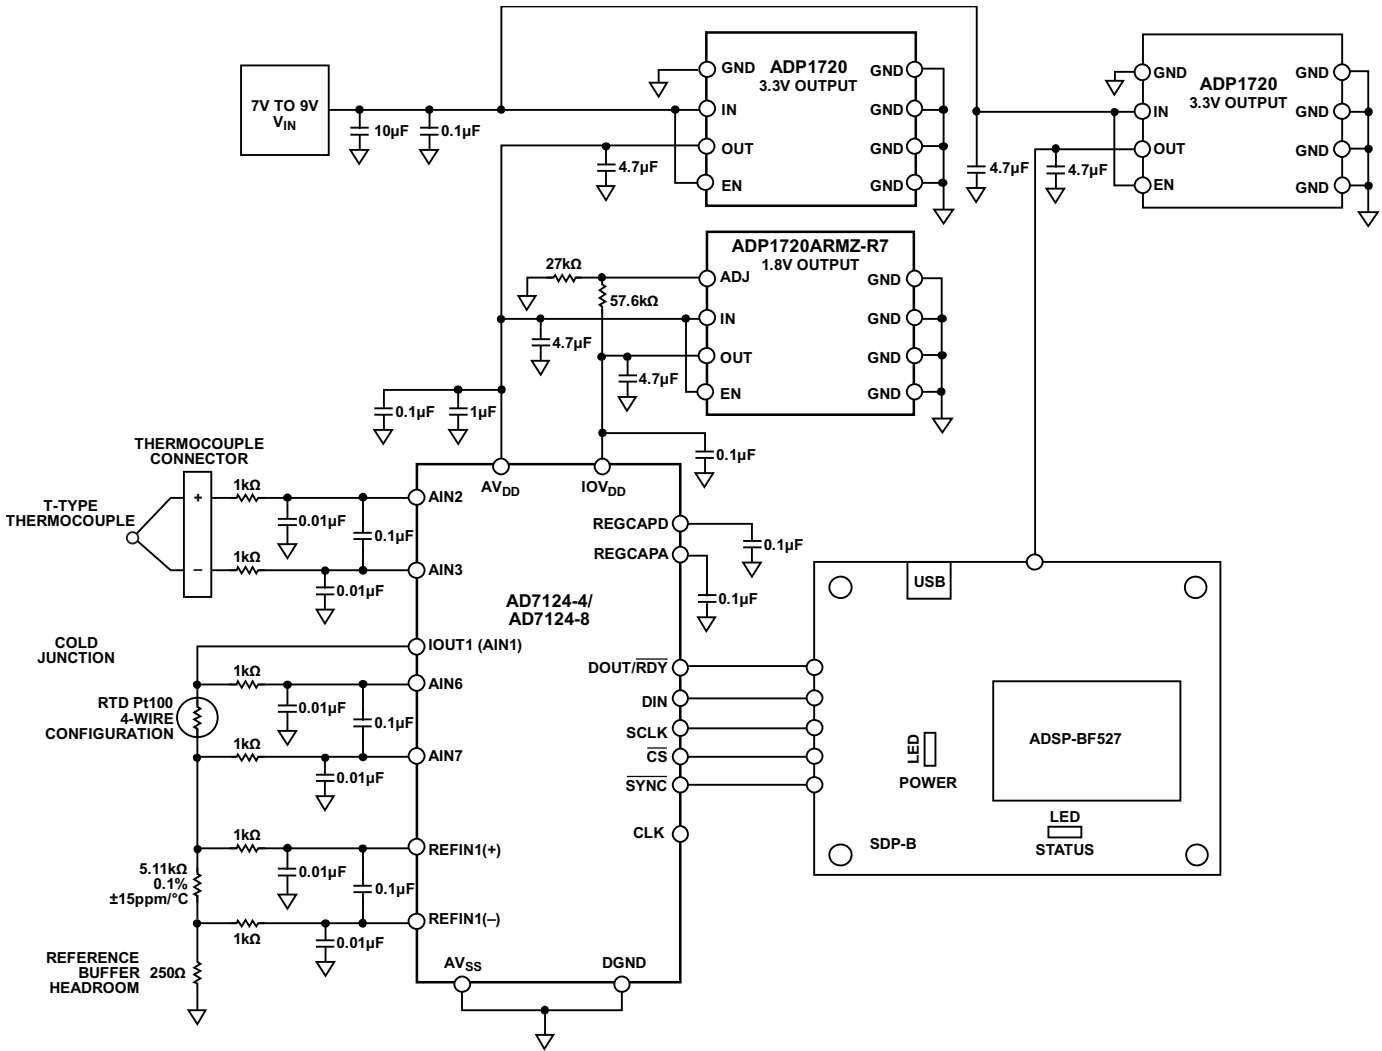 7V TO 9V
VIN
10µF
0.1µF
GND
IN
OUT
EN
ADP1720
3.3V OUTPUT
GND
GND
GND
GND
4.7µF
4.7µF
4.7µF
GND
IN
OUT
EN
ADP1720
3.3V OUTPUT
GND
GND
GND
GND
ADP1720ARMZ-R7
1.8V OUTPUT
ADJ
IN
OUT
EN
GND
GND
GND
GND
27kΩ
57.6kΩ
4.7µF
4.7µF
0.1µF
1µF
0.1µF
THERMOCOUPLE
CONNECTOR
T-TYPE
THERMOCOUPLE
+
–
1kΩ
0.01µF
0.1µF
1kΩ
0.01µF
COLD
JUNCTION
RTD Pt100
4-WIRE
CONFIGURATION
1kΩ
0.01µF
0.1µF
1kΩ
0.01µF
1kΩ
0.01µF
0.1µF
5.11kΩ
0.1%
±15ppm/°C
1kΩ
0.01µF
REFERENCE
BUFFER
HEADROOM
250Ω
AVDD
IOVDD
AIN2
AIN3
IOUT1 (AIN1)
AIN6
AIN7
REFIN1(+)
REFIN1(–)
AVSS
DGND
AD7124-4/
AD7124-8
REGCAPD
REGCAPA
0.1µF
0.1µF
DOUT/RDY
DIN
SCLK
CS
SYNC
CLK
USB
ADSP-BF527
LED
POWER
LED
STATUS
SDP-B